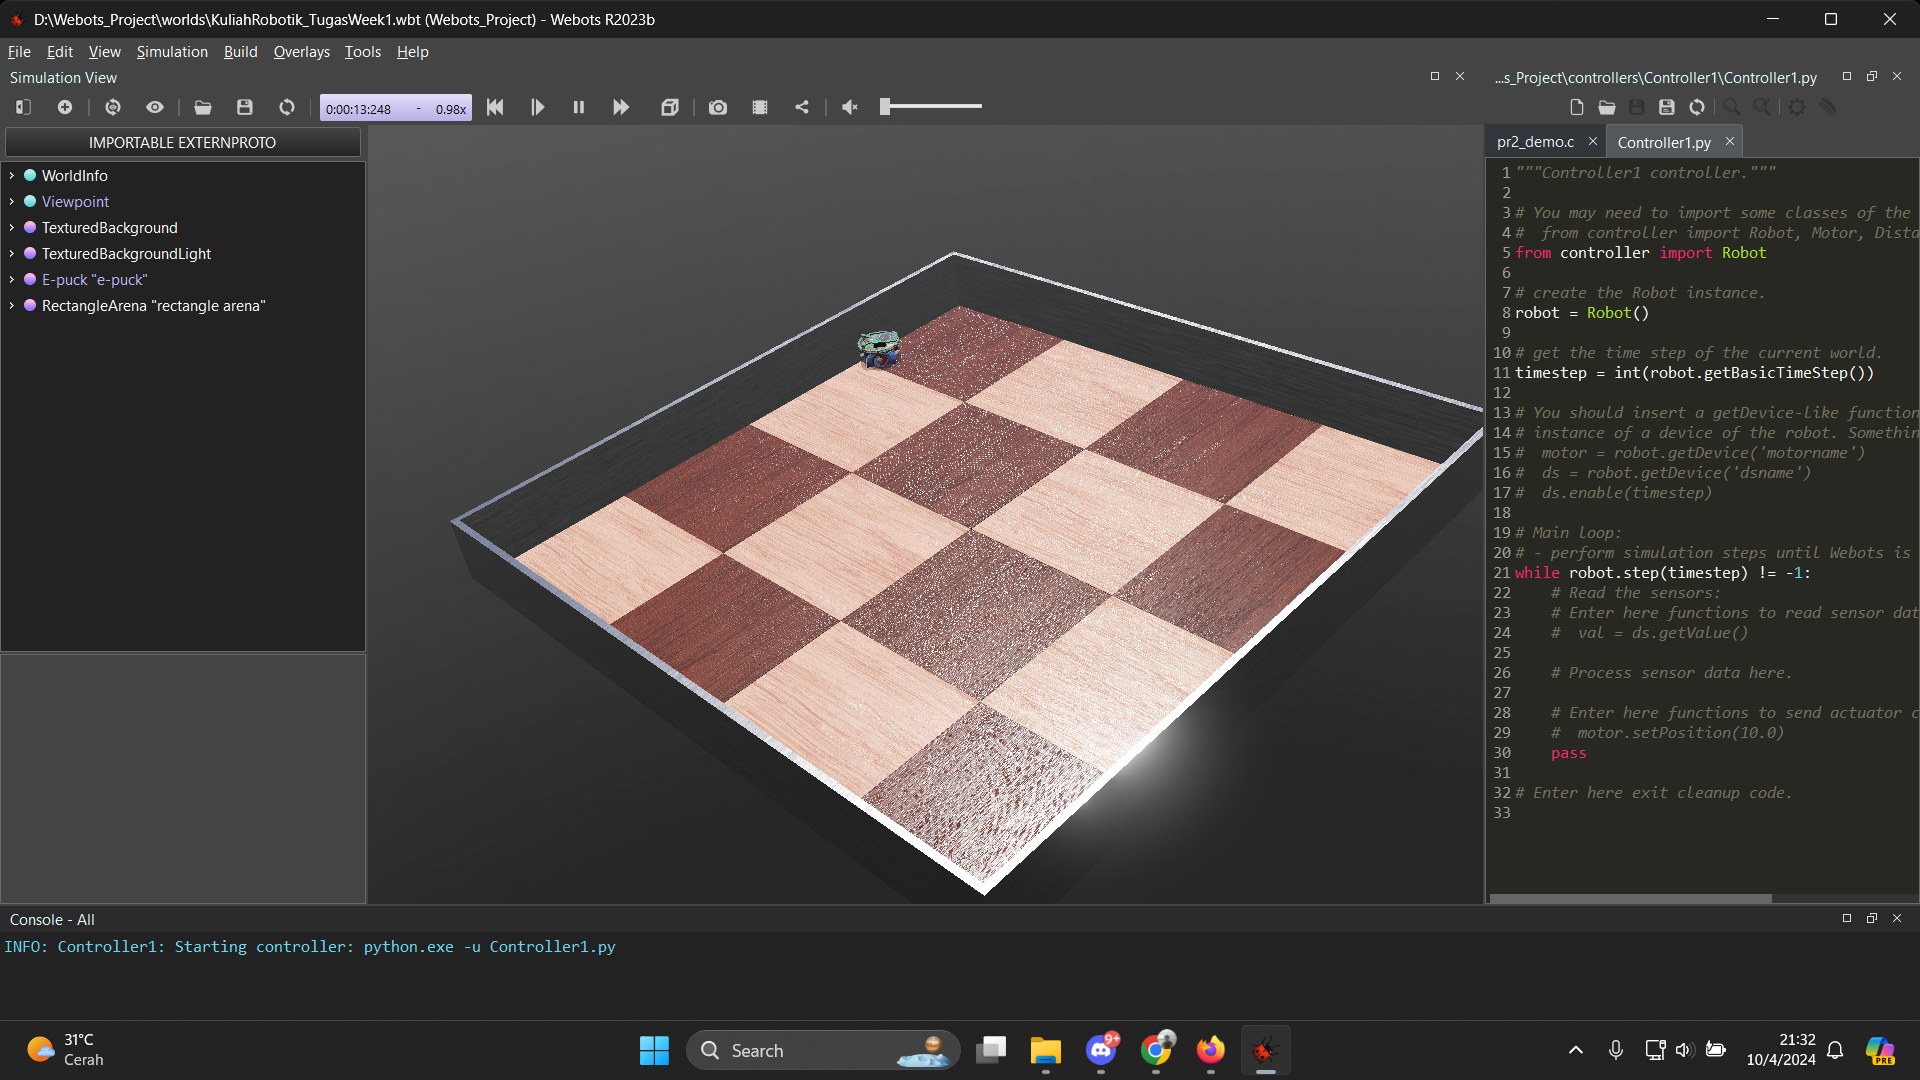 D:\Webots_Project\worlds\KuliahRobotik_TugasWeek1.wbt (Webots_Project) - Webots R2023b
File Edit View Simulation Build Overlays Tools Help
Simulation View
...s_Project\controllers\Controller1\Controller1.py
0:00:13:248 - 0.98x
IMPORTABLE EXTERNPROTO
WorldInfo
Viewpoint
TexturedBackground
TexturedBackgroundLight
E-puck "e-puck"
RectangleArena "rectangle arena"
pr2_demo.c
Controller1.py
1 """Controller1 controller."""
2
3 # You may need to import some classes of the
4 #  from controller import Robot, Motor, Dista
5 from controller import Robot
6
7 # create the Robot instance.
8 robot = Robot()
9
10 # get the time step of the current world.
11 timestep = int(robot.getBasicTimeStep())
12
13 # You should insert a getDevice-like function
14 # instance of a device of the robot. Somethin
15 #  motor = robot.getDevice('motorname')
16 #  ds = robot.getDevice('dsname')
17 #  ds.enable(timestep)
18
19 # Main loop:
20 # - perform simulation steps until Webots is
21 while robot.step(timestep) != -1:
22     # Read the sensors:
23     # Enter here functions to read sensor dat
24     #  val = ds.getValue()
25
26     # Process sensor data here.
27
28     # Enter here functions to send actuator c
29     #  motor.setPosition(10.0)
30     pass
31
32 # Enter here exit cleanup code.
33
Console - All
INFO: Controller1: Starting controller: python.exe -u Controller1.py
31°C
Cerah
Search
9+
21:32
10/4/2024
PRE